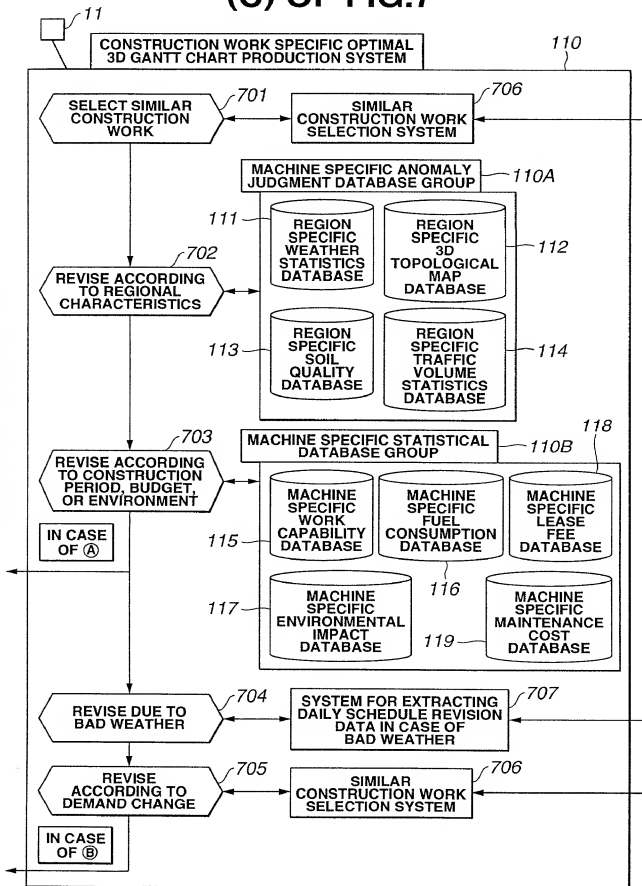 (C) OF FIG.7
11
CONSTRUCTION WORK SPECIFIC OPTIMAL
3D GANTT CHART PRODUCTION SYSTEM
110
SELECT SIMILAR
CONSTRUCTION
WORK
701
SIMILAR
CONSTRUCTION WORK
SELECTION SYSTEM
706
MACHINE SPECIFIC ANOMALY
JUDGMENT DATABASE GROUP
110A
111
REGION
SPECIFIC
WEATHER
STATISTICS
DATABASE
REGION
SPECIFIC
3D
TOPOLOGICAL
MAP
DATABASE
112
702
REVISE ACCORDING
TO REGIONAL
CHARACTERISTICS
113
REGION
SPECIFIC
SOIL
QUALITY
DATABASE
REGION
SPECIFIC
TRAFFIC
VOLUME
STATISTICS
DATABASE
114
703
REVISE ACCORDING
TO CONSTRUCTION
PERIOD, BUDGET,
OR ENVIRONMENT
MACHINE SPECIFIC STATISTICAL
DATABASE GROUP
110B
118
MACHINE
SPECIFIC
WORK
CAPABILITY
DATABASE
115
MACHINE
SPECIFIC
FUEL
CONSUMPTION
DATABASE
116
MACHINE
SPECIFIC
LEASE
FEE
DATABASE
IN CASE
OF Ⓐ
117
MACHINE
SPECIFIC
ENVIRONMENTAL
IMPACT
DATABASE
119
MACHINE
SPECIFIC
MAINTENANCE
COST
DATABASE
REVISE DUE TO
BAD WEATHER
704
SYSTEM FOR EXTRACTING
DAILY SCHEDULE REVISION
DATA IN CASE OF
BAD WEATHER
707
REVISE
ACCORDING TO
DEMAND CHANGE
705
SIMILAR
CONSTRUCTION WORK
SELECTION SYSTEM
706
IN CASE
OF Ⓑ